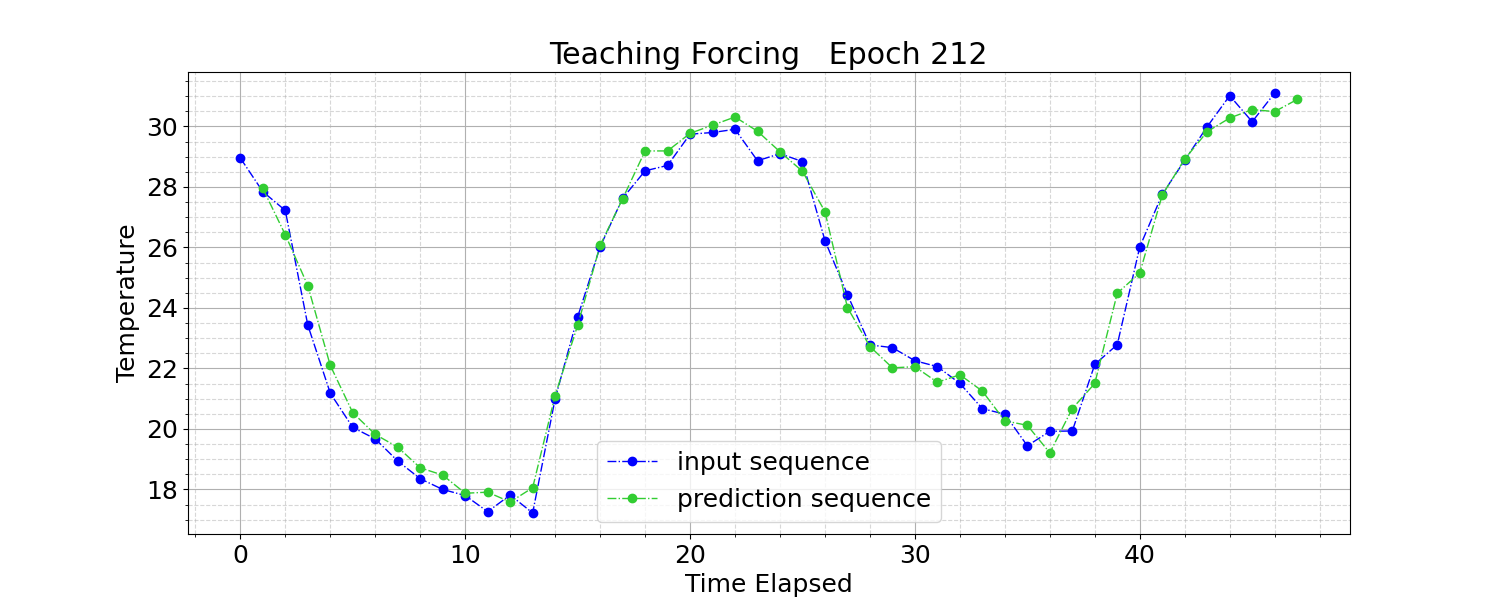 Teaching Forcing   Epoch 212
Temperature
30
28
26
24
22
20
18
input sequence
prediction sequence
0 10 20 30 40
Time Elapsed